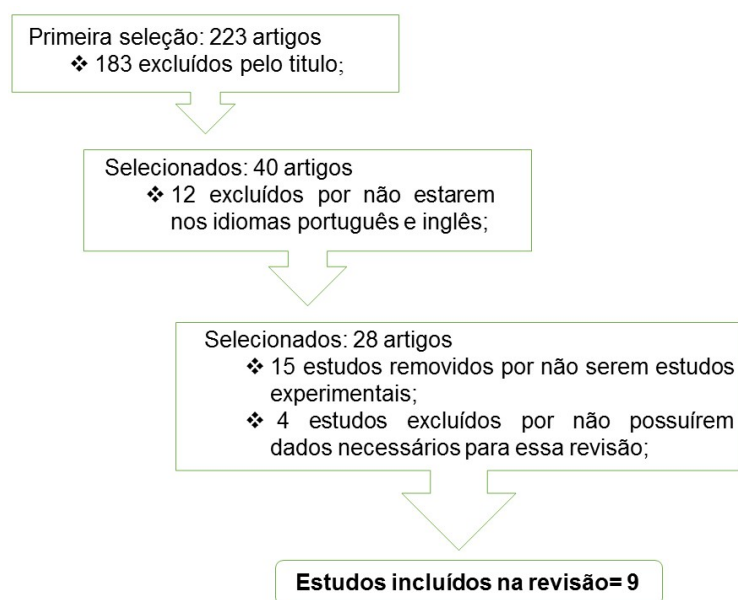 Primeira seleção: 223 artigos
❖ 183 excluídos pelo titulo;
Selecionados: 40 artigos
❖ 12 excluídos por não estarem
nos idiomas português e inglês;
Selecionados: 28 artigos
❖ 15 estudos removidos por não serem estudos
experimentais;
❖ 4 estudos excluídos por não possuírem
dados necessários para essa revisão;
Estudos incluídos na revisão= 9